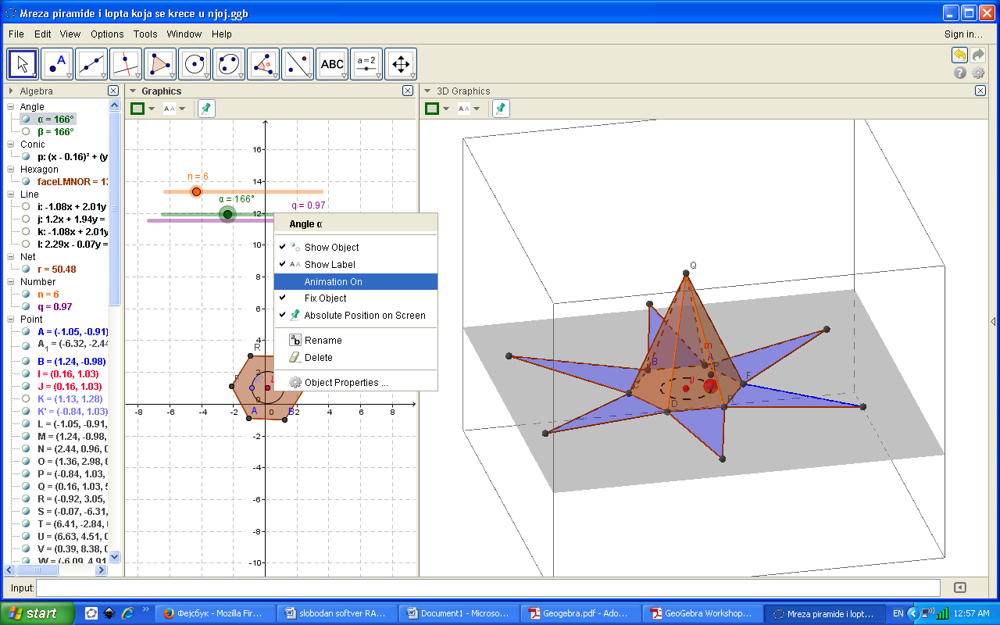 Mreza piramide i lopta koja se krece u njoj.ggb
File Edit View Options Tools Window Help
Sign in...
A
α
ABC
a = 2
Algebra
Graphics
3D Graphics
AA
AA
Angle
α = 166°
β = 166°
Conic
p: (x - 0.16)² + (y
Hexagon
faceLMNOR = 13
Line
i: -1.08x + 2.01y
j: 1.2x + 1.94y =
k: -1.08x + 2.01y
l: 2.29x - 0.07y =
Net
r = 50.48
Number
n = 6
q = 0.97
Point
A = (-1.05, -0.91)
A1 = (-6.32, -2.44
B = (1.24, -0.98)
I = (0.16, 1.03)
J = (0.16, 1.03)
K = (1.13, 1.28)
K' = (-0.84, 1.03)
L = (-1.05, -0.91,
M = (1.24, -0.98,
N = (2.44, 0.96, 0
O = (1.36, 2.98, 0
P = (-0.84, 1.03,
Q = (0.16, 1.03, 5
R = (-0.92, 3.05,
S = (-0.07, -6.31,
T = (6.41, -2.84, 0
U = (6.63, 4.51, 0
V = (0.39, 8.38, 0
W = (-6.09, 4.91
n = 6
α = 166°
q = 0.97
16
14
12
10
8
6
4
2
-2
-4
-6
-8
-10
-8 -6 -4 -2 0 2 4 6 8
R
A
B
Angle α
Show Object
Show Label
Animation On
Fix Object
Absolute Position on Screen
Rename
Delete
Object Properties ...
Q
m
B
A
P
F
J
D
E
Input:
start
Фејсбук - Mozilla Fir...
slobodan softver RA...
Document1 - Microso...
Geogebra.pdf - Ado...
GeoGebra Workshop...
Mreza piramide i lopt...
EN
12:57 AM